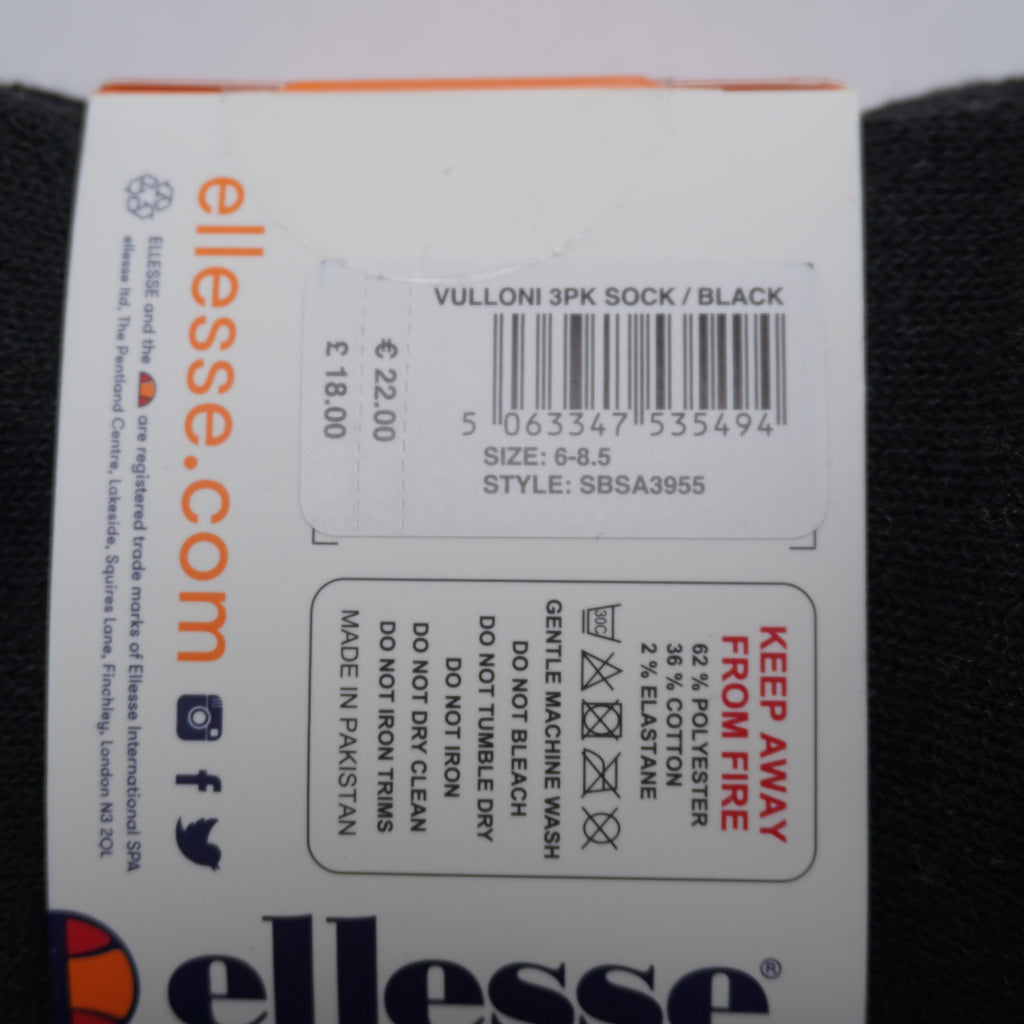 VULLONI 3PK SOCK / BLACK
5 063347 535494
SIZE: 6-8.5
STYLE: SBSA3955
€ 22.00
£ 18.00
KEEP AWAY
FROM FIRE
62 % POLYESTER
36 % COTTON
2 % ELASTANE
30C
GENTLE MACHINE WASH
DO NOT BLEACH
DO NOT TUMBLE DRY
DO NOT IRON
DO NOT DRY CLEAN
DO NOT IRON TRIMS
MADE IN PAKISTAN
ellesse.com
ELLESSE and the are registered trade marks of Ellesse International SPA
ellesse ltd, The Pentland Centre, Lakeside, Squires Lane, Finchley, London N3 2QL
ellesse®